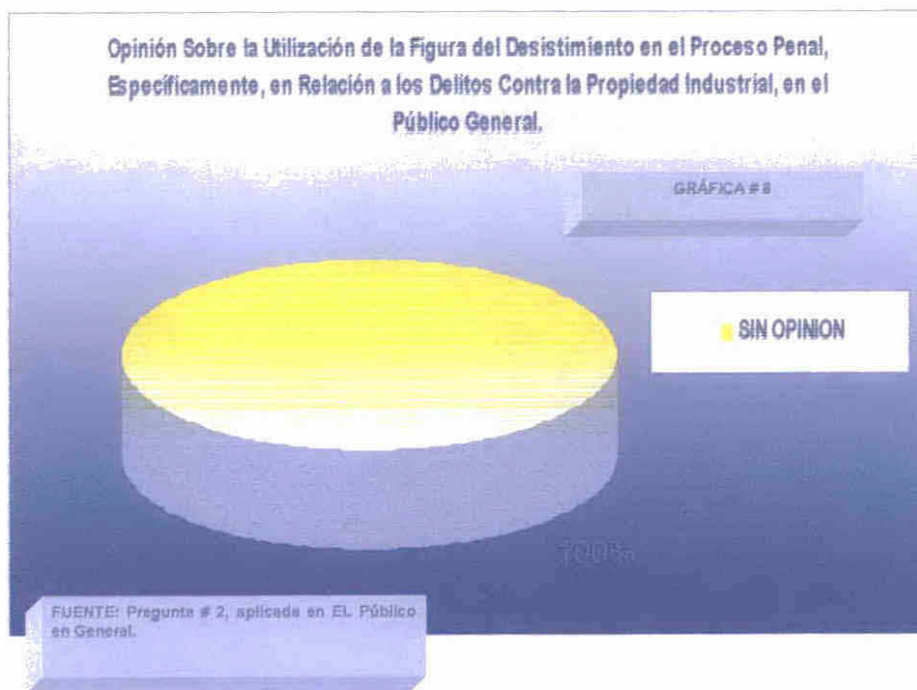 Opinión Sobre la Utilización de la Figura del Desistimiento en el Proceso Penal,
Específicamente, en Relación a los Delitos Contra la Propiedad Industrial, en el
Público General.
GRÁFICA # 8
SIN OPINION
100%
FUENTE: Pregunta # 2, aplicada en EL Público
en General.